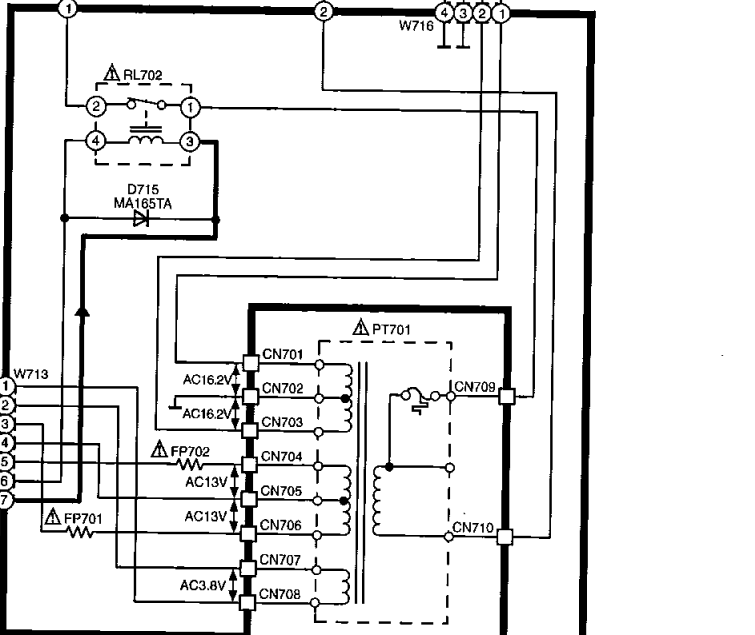 1 2 4 3 2 1
W716
RL702
2 1
4 3
D715
MA165TA
PT701
W713
1
2
3
4
5
6
7
CN701
AC16.2V
CN702
AC16.2V
CN703
CN709
FP702
CN704
AC13V
CN705
AC13V
FP701
CN706
CN710
CN707
AC3.8V
CN708